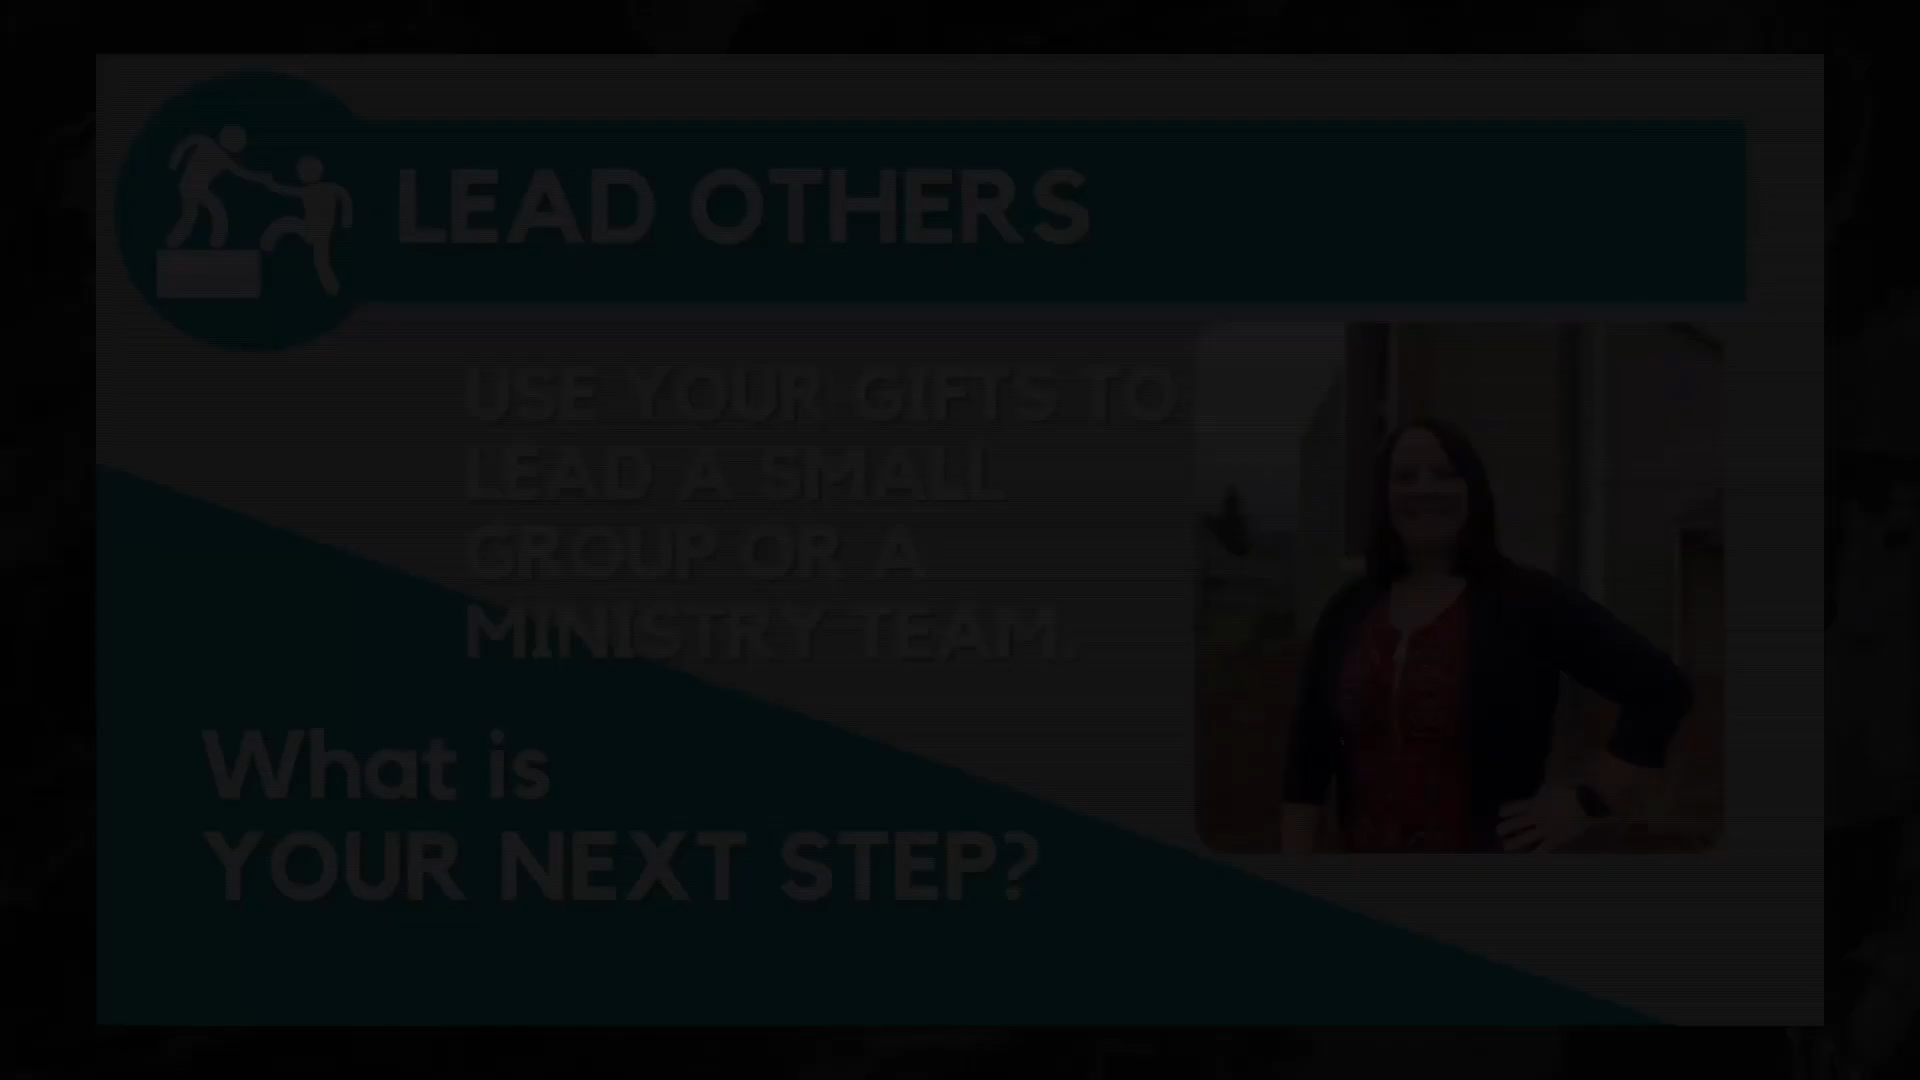 LEAD OTHERS
USE YOUR GIFTS TO
LEAD A SMALL
GROUP OR A
MINISTRY TEAM.
What is
YOUR NEXT STEP?